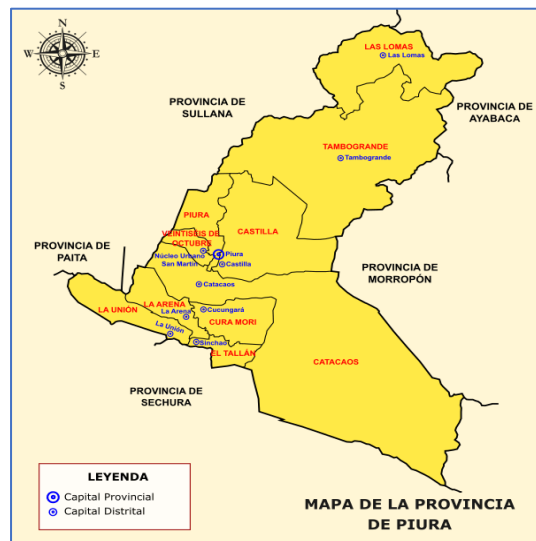 N
W
E
S
LAS LOMAS
Las Lomas
PROVINCIA DE
SULLANA
PROVINCIA DE
AYABACA
TAMBOGRANDE
Tambogrande
PIURA
CASTILLA
VEINTISEIS DE
OCTUBRE
PROVINCIA DE
PAITA
Núcleo Urbano
San Martín
Piura
Castilla
PROVINCIA DE
MORROPÓN
Catacaos
LA UNIÓN
LA ARENA
La Arena
Cucungará
CURA MORI
La Unión
Sinchao
EL TALLÁN
CATACAOS
PROVINCIA DE
SECHURA
LEYENDA
Capital Provincial
Capital Distrital
MAPA DE LA PROVINCIA
DE PIURA